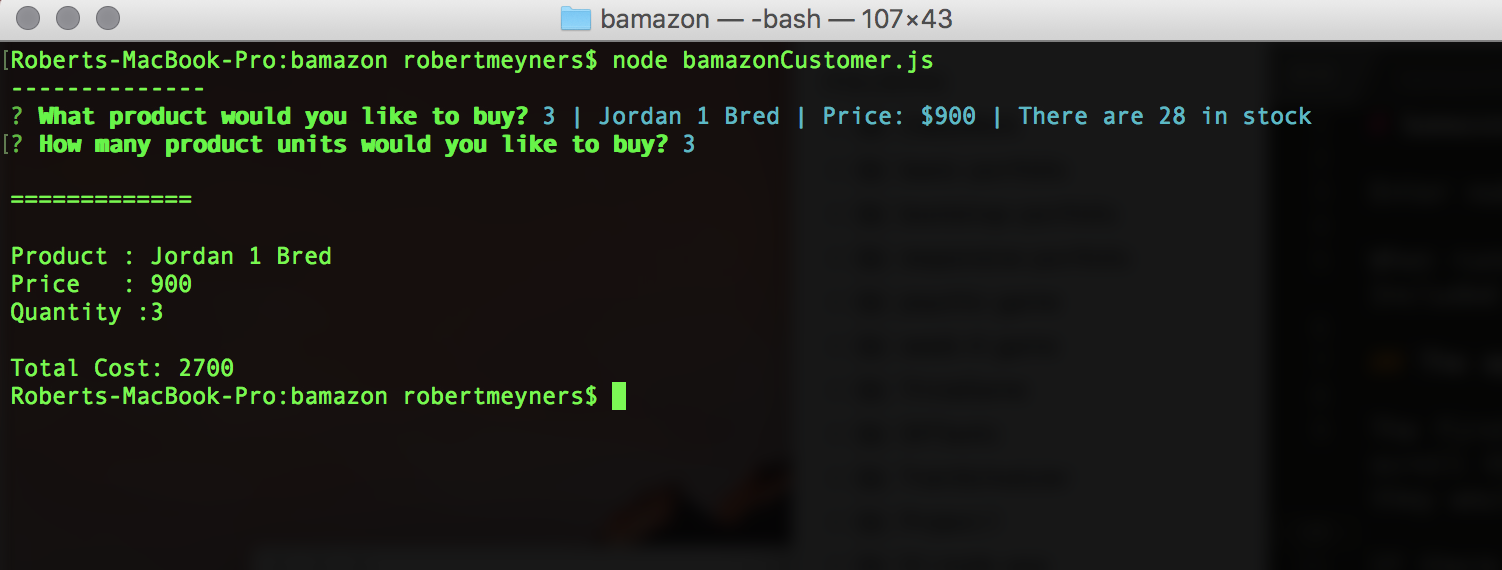 bamazon — -bash — 107×43
[Roberts-MacBook-Pro:bamazon robertmeyners$ node bamazonCustomer.js
--------------
? What product would you like to buy? 3 | Jordan 1 Bred | Price: $900 | There are 28 in stock
[? How many product units would you like to buy? 3
=============
Product : Jordan 1 Bred
Price   : 900
Quantity :3
Total Cost: 2700
Roberts-MacBook-Pro:bamazon robertmeyners$